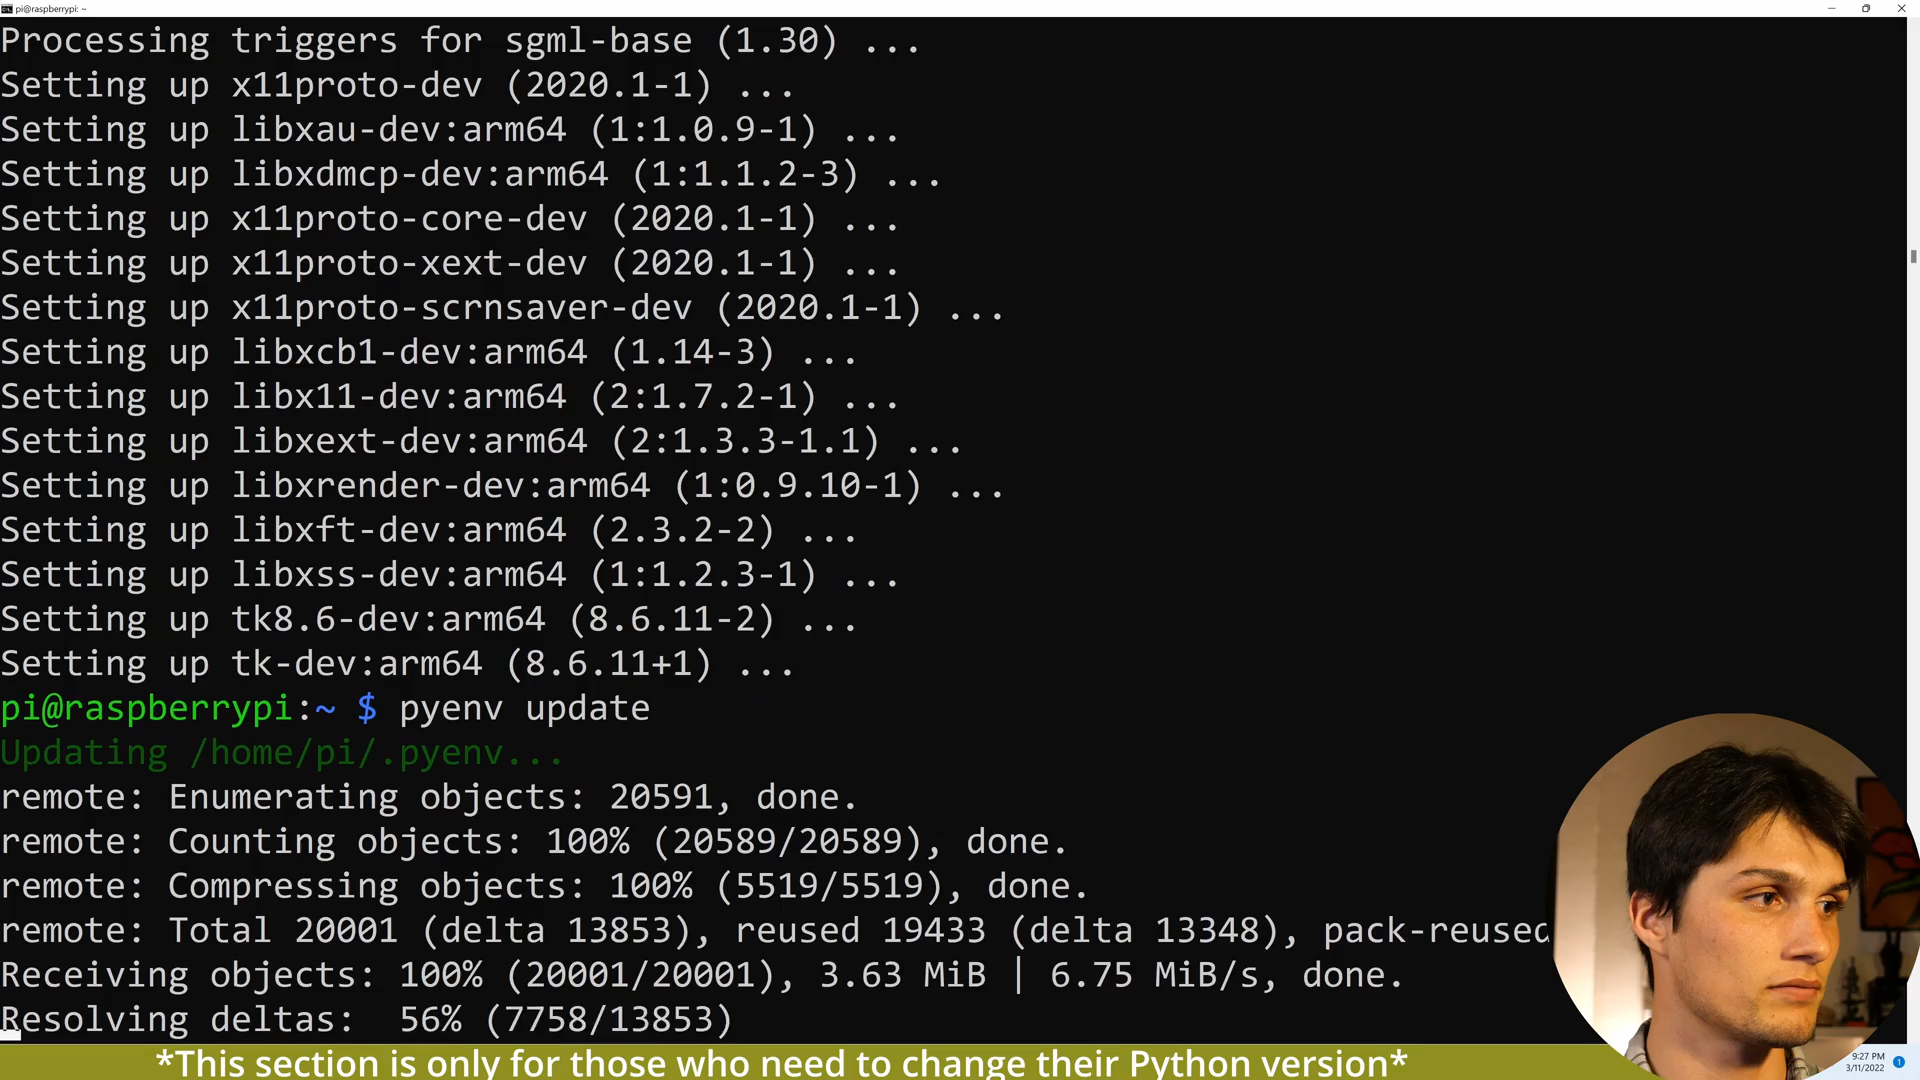 pi@raspberrypi: ~
Processing triggers for sgml-base (1.30) ...
Setting up x11proto-dev (2020.1-1) ...
Setting up libxau-dev:arm64 (1:1.0.9-1) ...
Setting up libxdmcp-dev:arm64 (1:1.1.2-3) ...
Setting up x11proto-core-dev (2020.1-1) ...
Setting up x11proto-xext-dev (2020.1-1) ...
Setting up x11proto-scrnsaver-dev (2020.1-1) ...
Setting up libxcb1-dev:arm64 (1.14-3) ...
Setting up libx11-dev:arm64 (2:1.7.2-1) ...
Setting up libxext-dev:arm64 (2:1.3.3-1.1) ...
Setting up libxrender-dev:arm64 (1:0.9.10-1) ...
Setting up libxft-dev:arm64 (2.3.2-2) ...
Setting up libxss-dev:arm64 (1:1.2.3-1) ...
Setting up tk8.6-dev:arm64 (8.6.11-2) ...
Setting up tk-dev:arm64 (8.6.11+1) ...
pi@raspberrypi:~ $ pyenv update
Updating /home/pi/.pyenv...
remote: Enumerating objects: 20591, done.
remote: Counting objects: 100% (20589/20589), done.
remote: Compressing objects: 100% (5519/5519), done.
remote: Total 20001 (delta 13853), reused 19433 (delta 13348), pack-reused
Receiving objects: 100% (20001/20001), 3.63 MiB | 6.75 MiB/s, done.
Resolving deltas:  56% (7758/13853)
*This section is only for those who need to change their Python version*
9:27 PM
3/11/2022
1